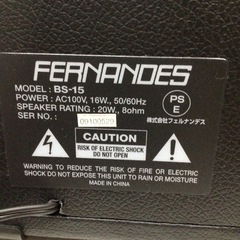 FERNANDES
MODEL : BS-15
POWER : AC100V, 16W., 50/60Hz
SPEAKER RATING : 20W., 8ohm
SER NO. : 09100529
PS
E
株式会社フェルナンデス
CAUTION
RISK OF ELECTRIC SHOCK
DO NOT OPEN
WARNING : TO REDUCE THE RISK OF FIRE OR ELECTRIC
SHOCK DO NOT EXPOSE THIS TO RAIN OR MOISTURE
MADE IN CHINA